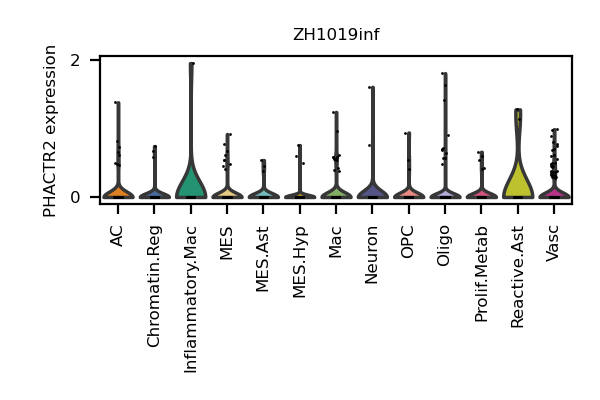 ZH1019inf
PHACTR2 expression
2
0
AC
Chromatin.Reg
Inflammatory.Mac
MES
MES.Ast
MES.Hyp
Mac
Neuron
OPC
Oligo
Prolif.Metab
Reactive.Ast
Vasc